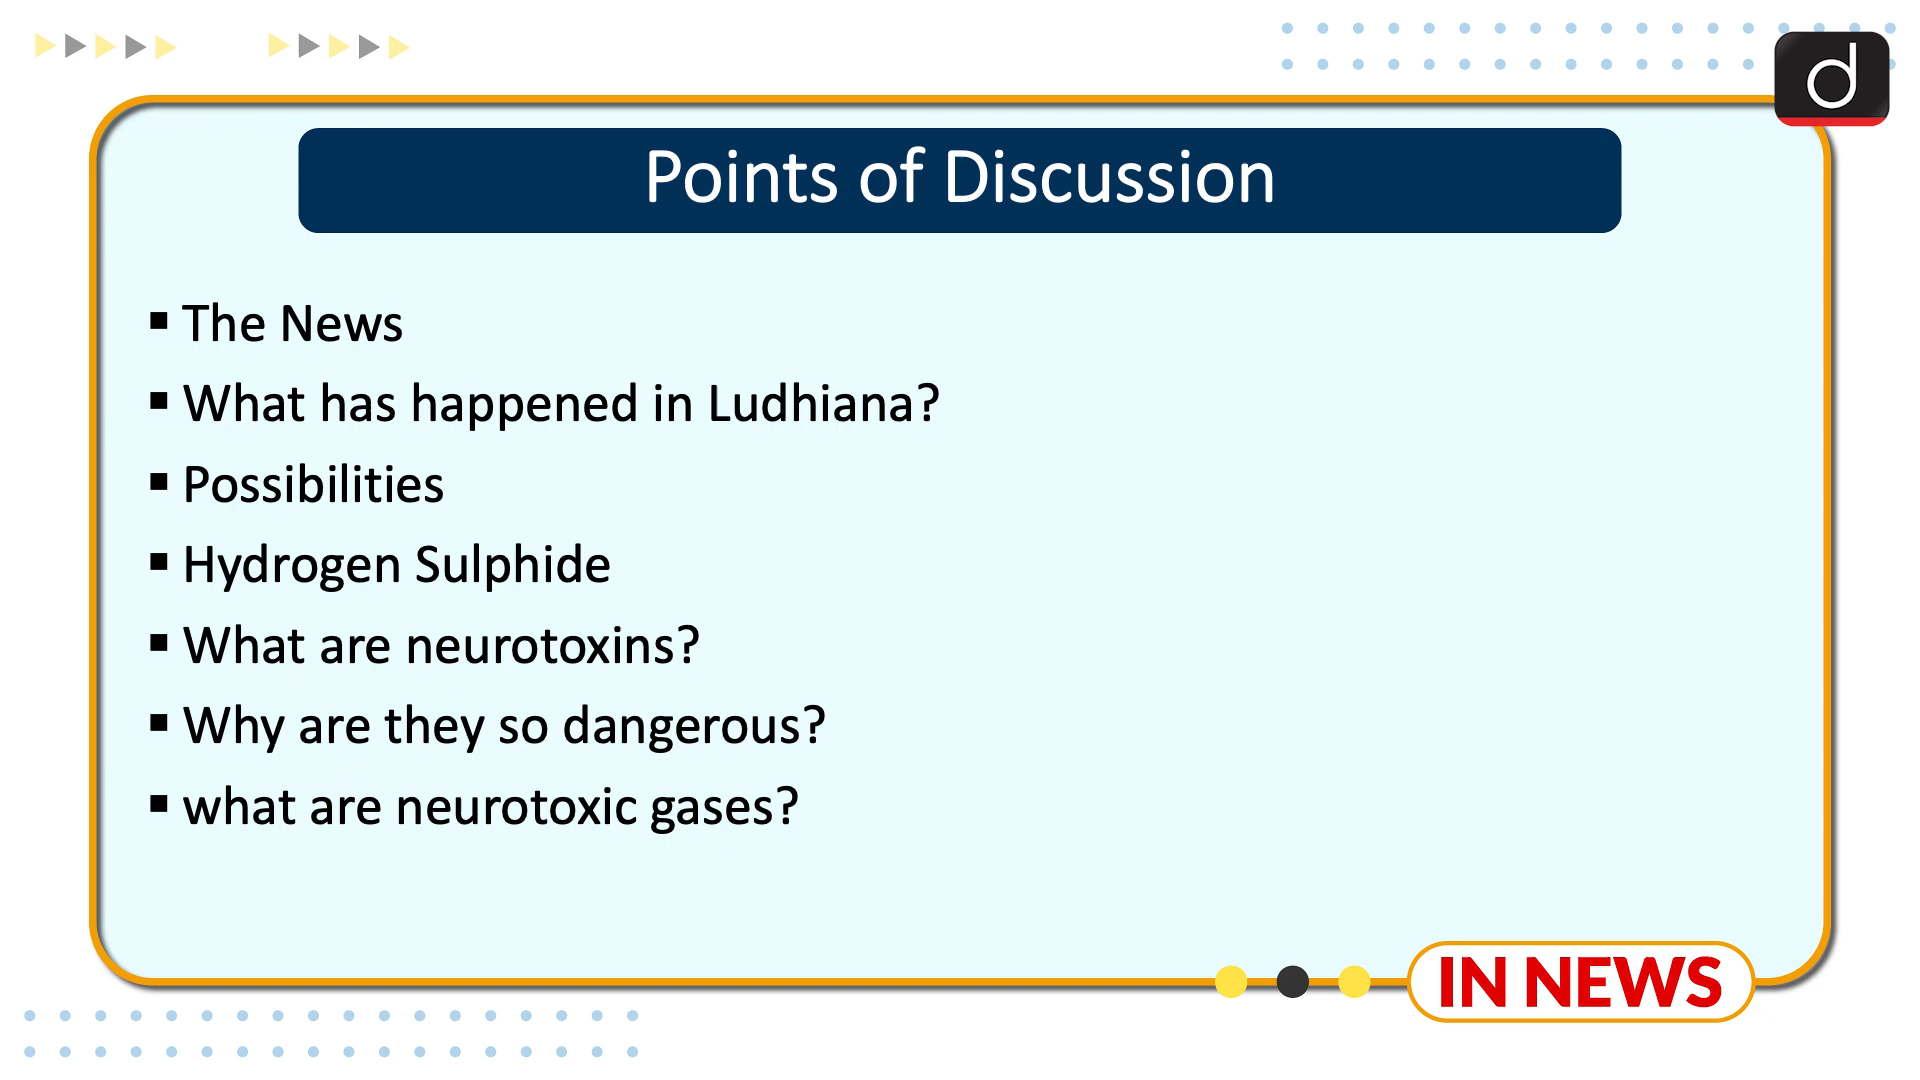 d
Points of Discussion
▪ The News
▪ What has happened in Ludhiana?
▪ Possibilities
▪ Hydrogen Sulphide
▪ What are neurotoxins?
▪ Why are they so dangerous?
▪ what are neurotoxic gases?
IN NEWS